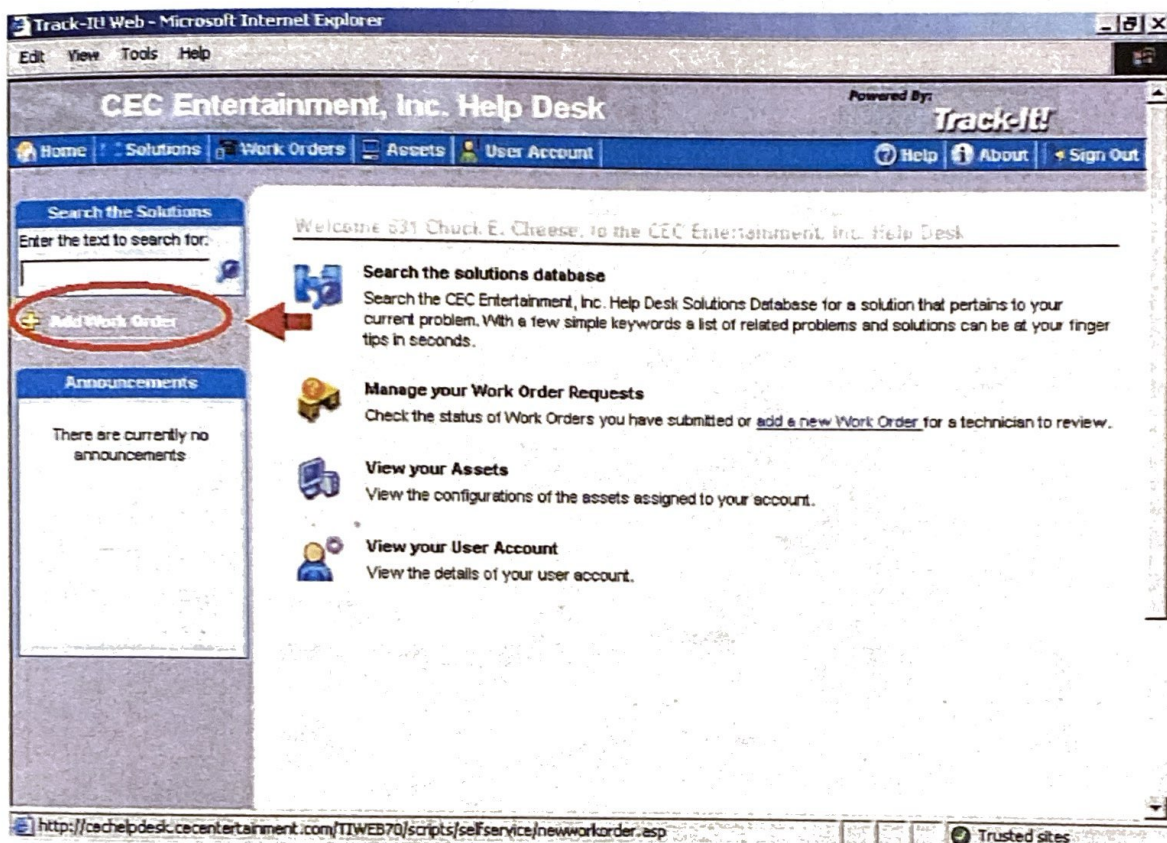 Track-It! Web - Microsoft Internet Explorer
Edit View Tools Help
CEC Entertainment, Inc. Help Desk
Powered By:
Track-It!
Home Solutions Work Orders Assets User Account Help About Sign Out
Search the Solutions
Enter the text to search for:
Add Work Order
Announcements
There are currently no
announcements
Welcome 631 Chuck E. Cheese, to the CEC Entertainment, Inc. Help Desk
Search the solutions database
Search the CEC Entertainment, Inc. Help Desk Solutions Database for a solution that pertains to your
current problem. With a few simple keywords a list of related problems and solutions can be at your finger
tips in seconds.
Manage your Work Order Requests
Check the status of Work Orders you have submitted or add a new Work Order for a technician to review.
View your Assets
View the configurations of the assets assigned to your account.
View your User Account
View the details of your user account.
http://cechelpdesk.cecentertainment.com/TIWEB70/scripts/selfservice/newworkorder.asp
Trusted sites